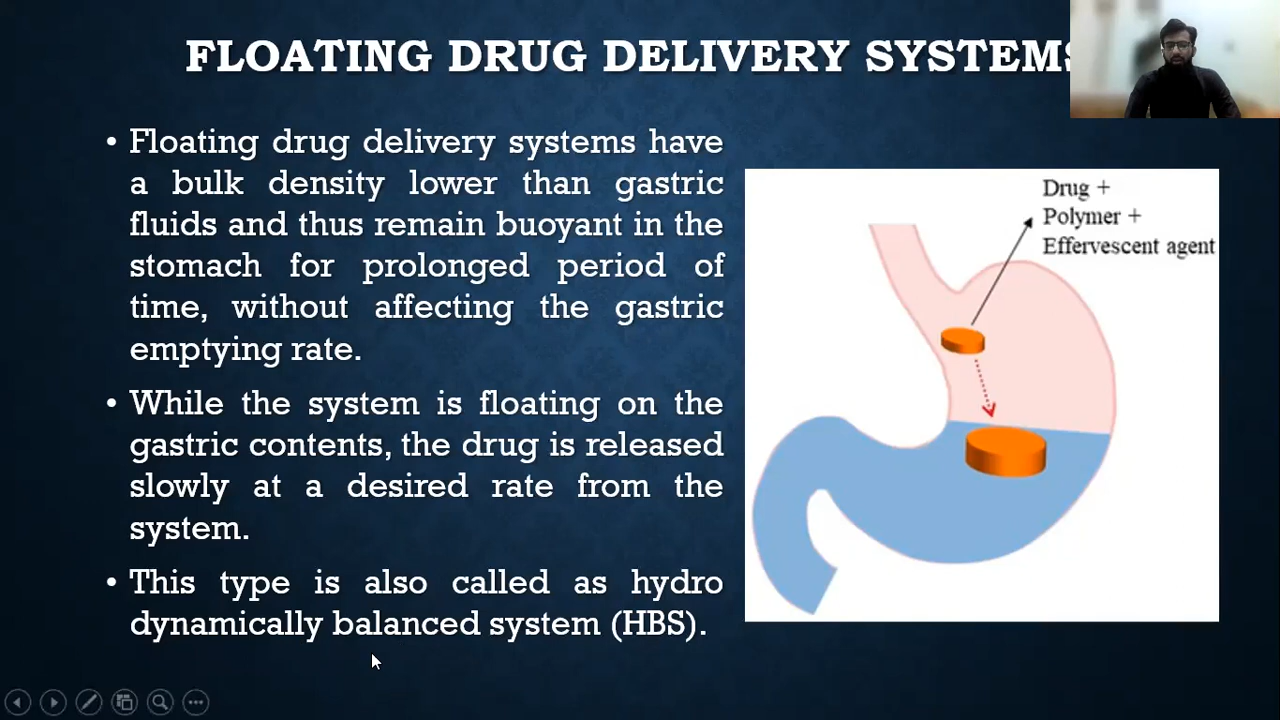 FLOATING DRUG DELIVERY SYSTEMS
• Floating drug delivery systems have
a bulk density lower than gastric
fluids and thus remain buoyant in the
stomach for prolonged period of
time, without affecting the gastric
emptying rate.
• While the system is floating on the
gastric contents, the drug is released
slowly at a desired rate from the
system.
• This type is also called as hydro
dynamically balanced system (HBS).
Drug +
Polymer +
Effervescent agent